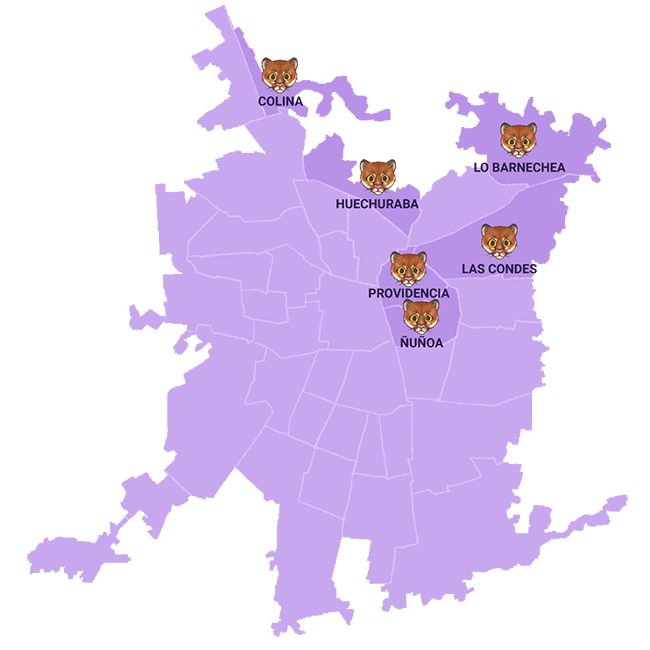 COLINA
LO BARNECHEA
HUECHURABA
LAS CONDES
PROVIDENCIA
ÑUÑOA